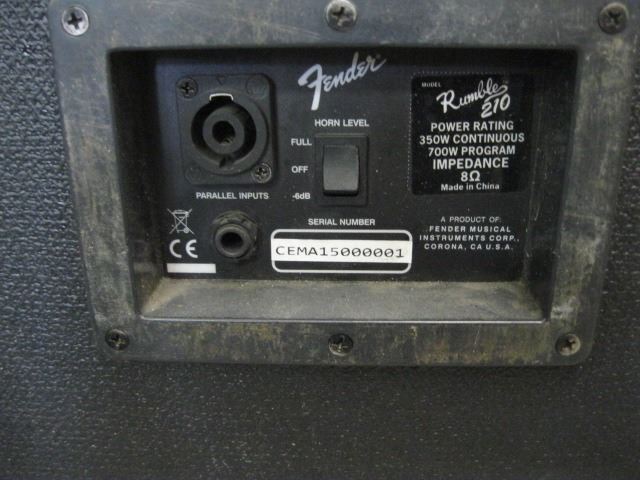 Fender
HORN LEVEL
FULL
OFF
-6dB
PARALLEL INPUTS
CE
SERIAL NUMBER
CEMA15000001
MODEL
Rumble
210
POWER RATING
350W CONTINUOUS
700W PROGRAM
IMPEDANCE
8Ω
Made in China
A PRODUCT OF:
FENDER MUSICAL
INSTRUMENTS CORP.,
CORONA, CA U.S.A.